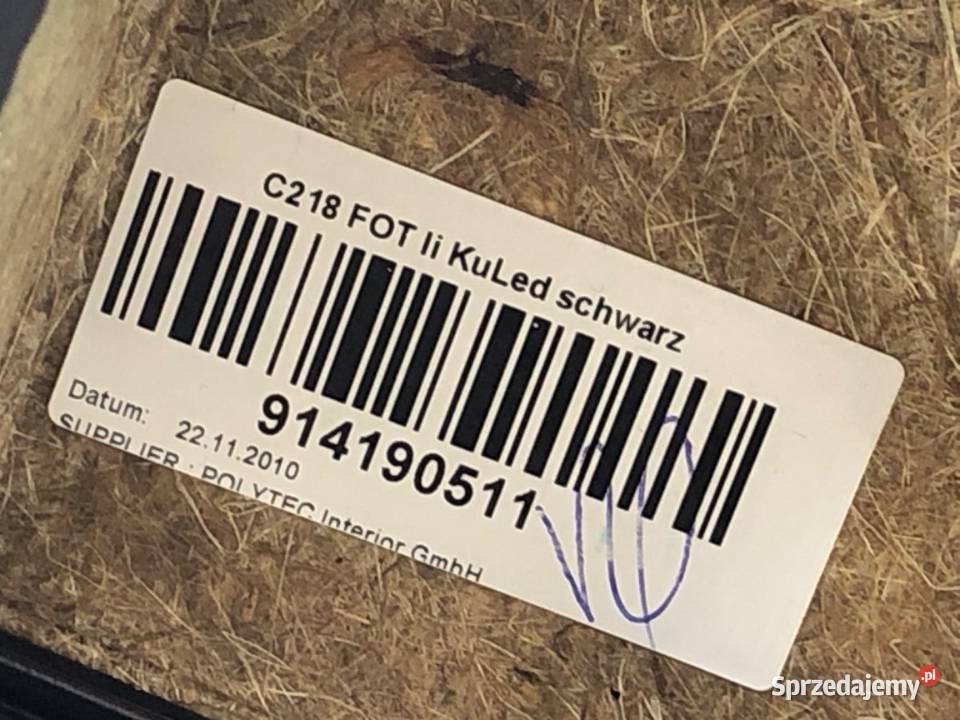 C218 FOT li KuLed schwarz
914190511
Datum: 22.11.2010
SUPPLIER : POLYTEC Interior GmbH
Sprzedajemy.pl